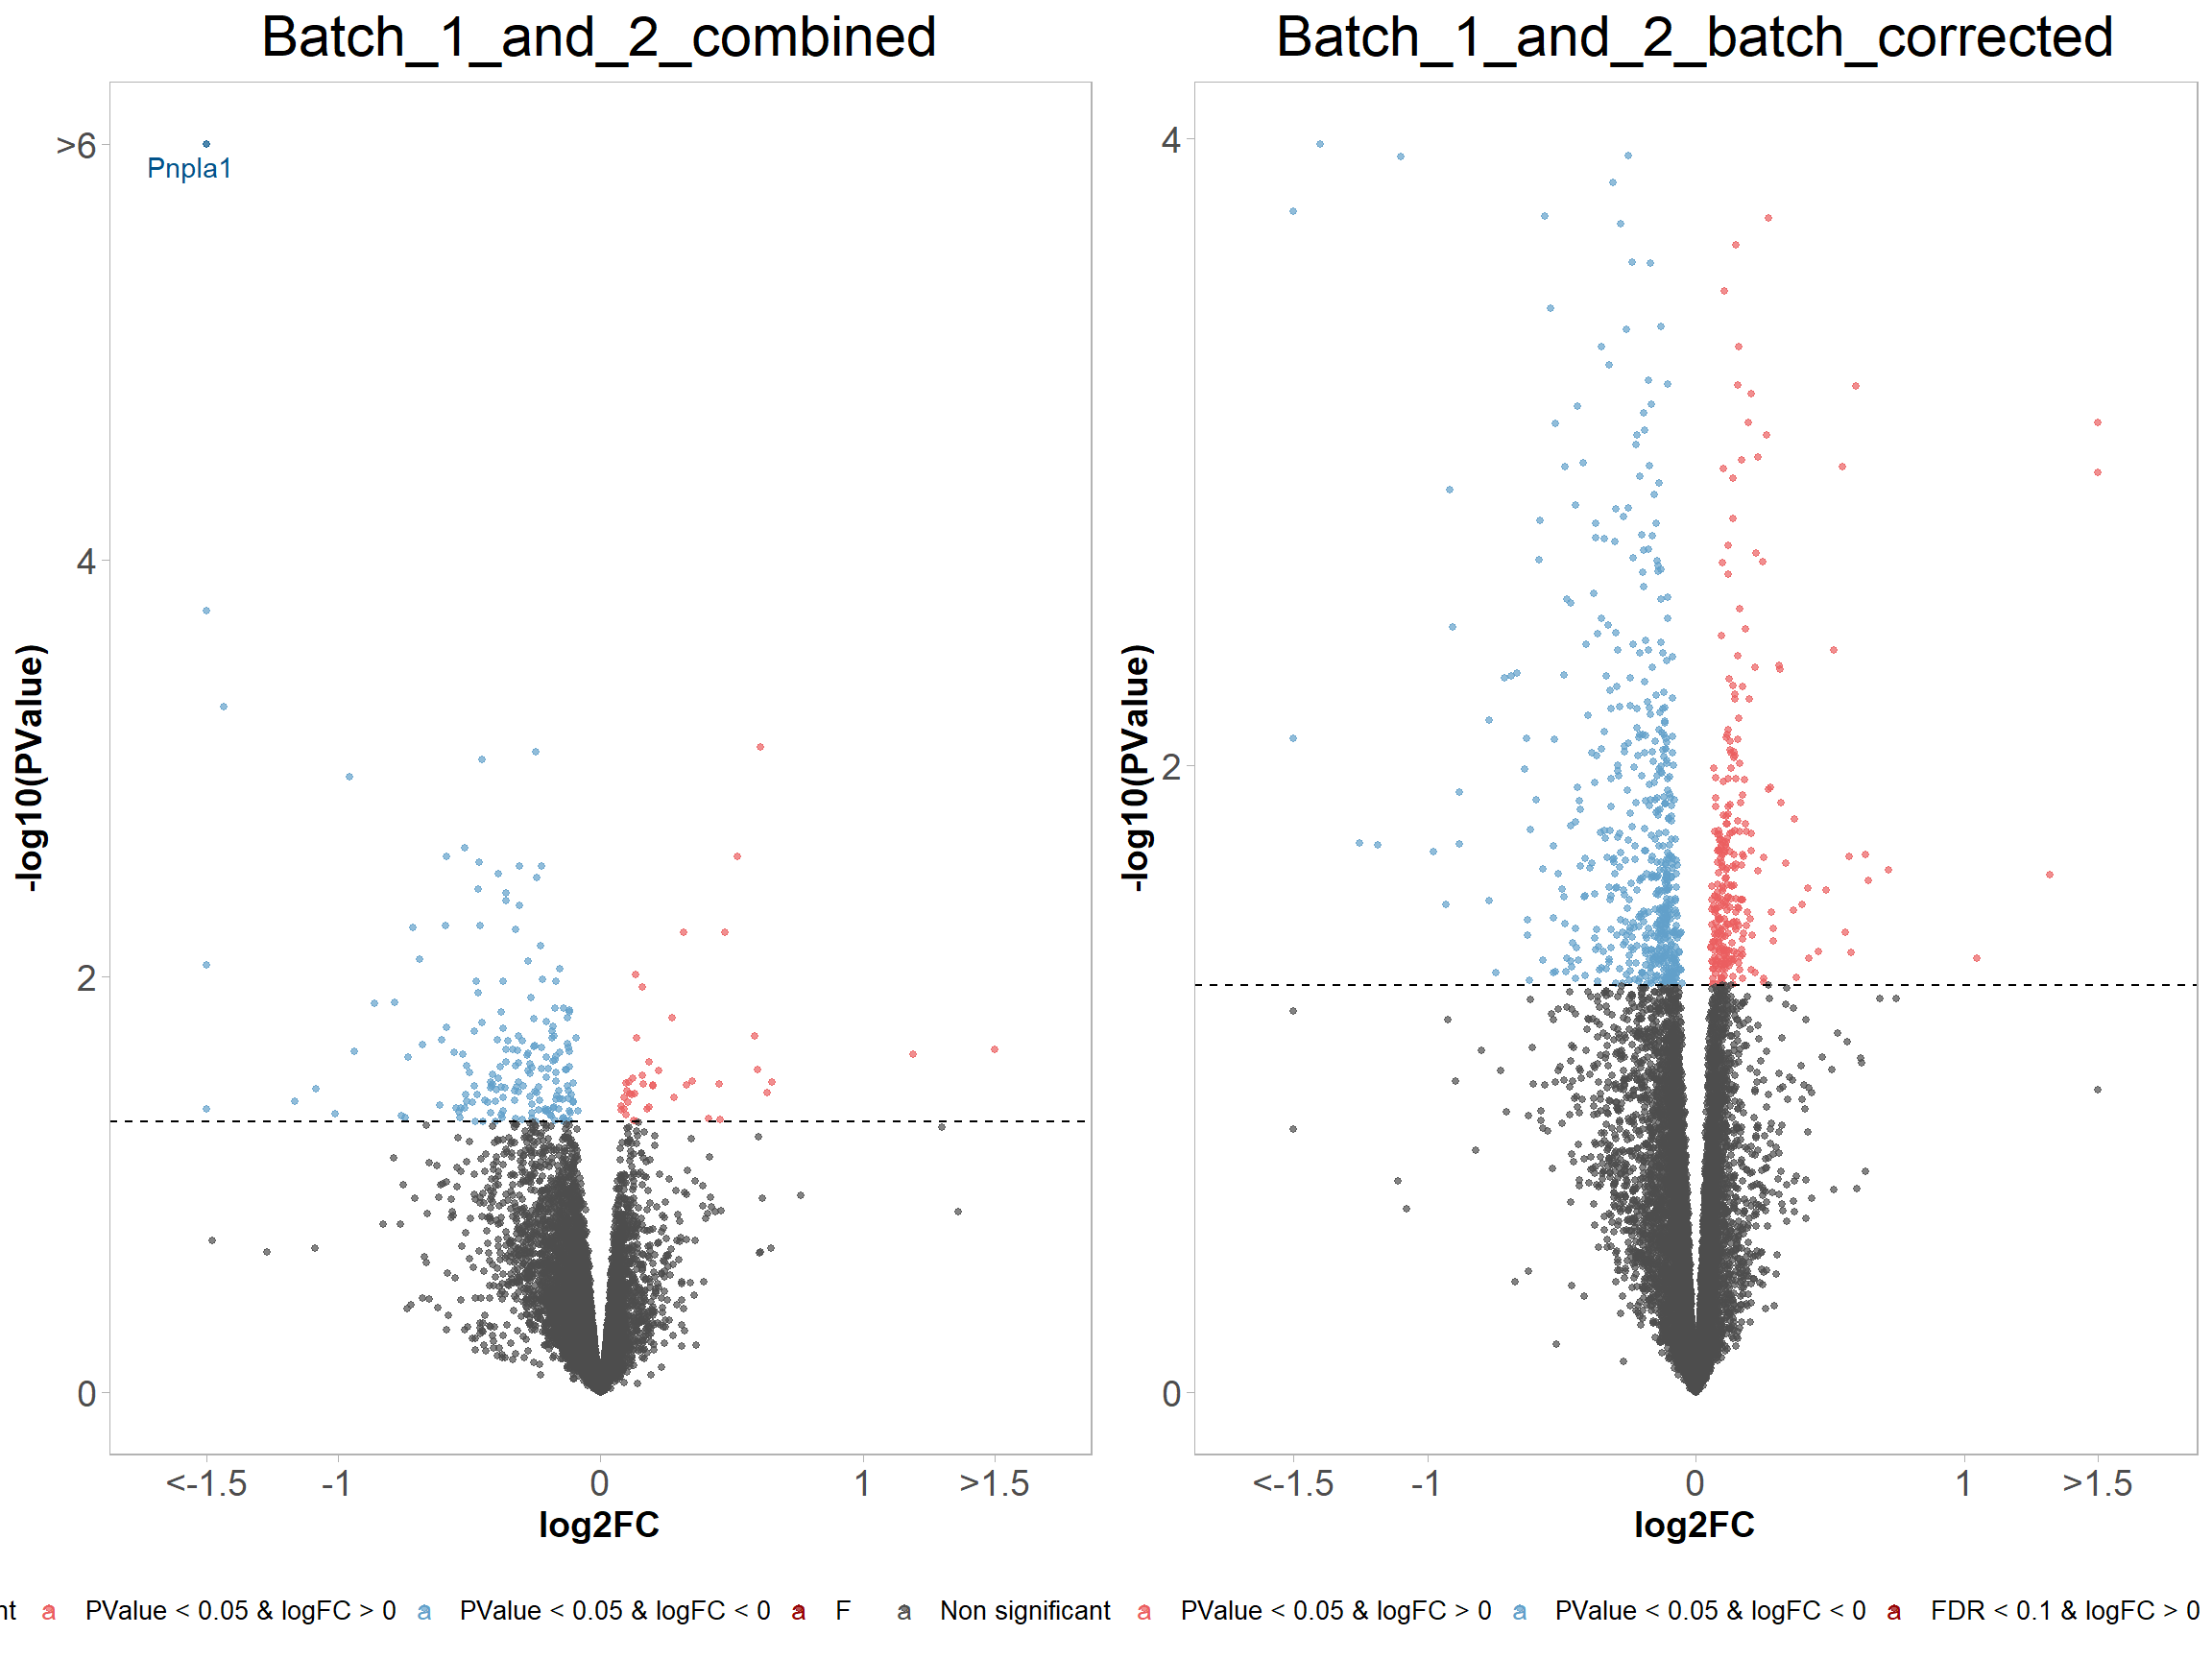 Batch_1_and_2_combined
>6
Pnpla1
4
2
0
-log10(PValue)
<-1.5 -1 0 1 >1.5
log2FC
Batch_1_and_2_batch_corrected
4
2
0
-log10(PValue)
<-1.5 -1 0 1 >1.5
log2FC
nt a PValue < 0.05 & logFC > 0 a PValue < 0.05 & logFC < 0 a F a Non significant a PValue < 0.05 & logFC > 0 a PValue < 0.05 & logFC < 0 a FDR < 0.1 & logFC > 0